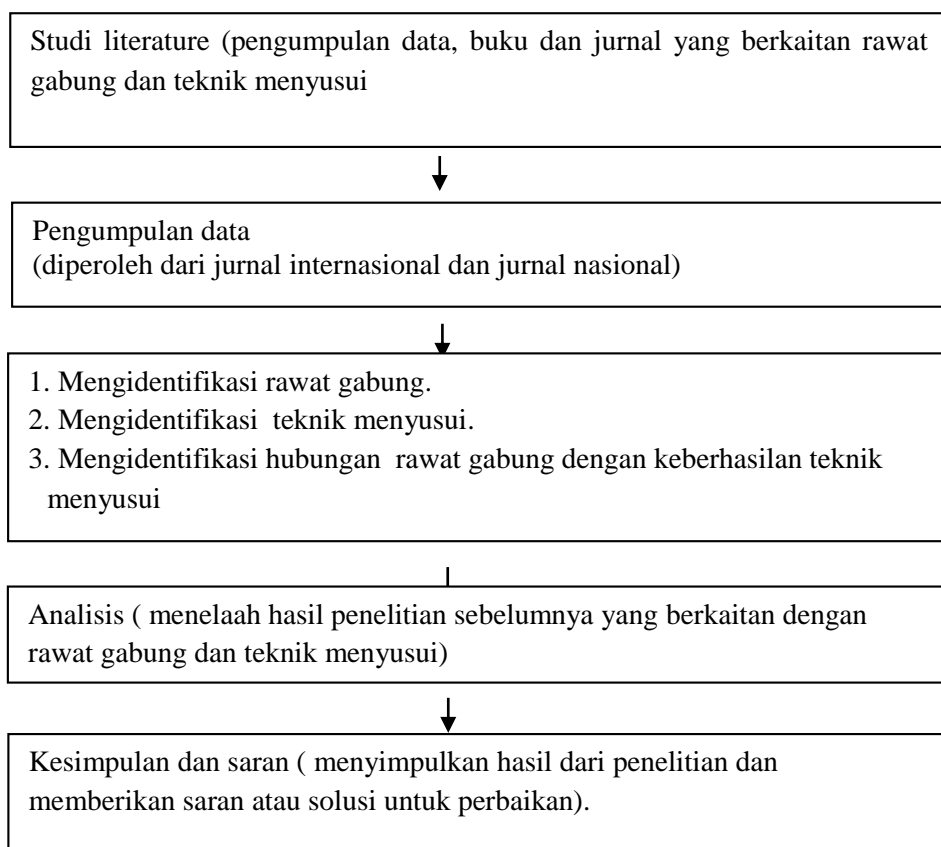 Studi literature (pengumpulan data, buku dan jurnal yang berkaitan rawat
gabung dan teknik menyusui
Pengumpulan data
(diperoleh dari jurnal internasional dan jurnal nasional)
1. Mengidentifikasi rawat gabung.
2. Mengidentifikasi teknik menyusui.
3. Mengidentifikasi hubungan rawat gabung dengan keberhasilan teknik
menyusui
Analisis ( menelaah hasil penelitian sebelumnya yang berkaitan dengan
rawat gabung dan teknik menyusui)
Kesimpulan dan saran ( menyimpulkan hasil dari penelitian dan
memberikan saran atau solusi untuk perbaikan).